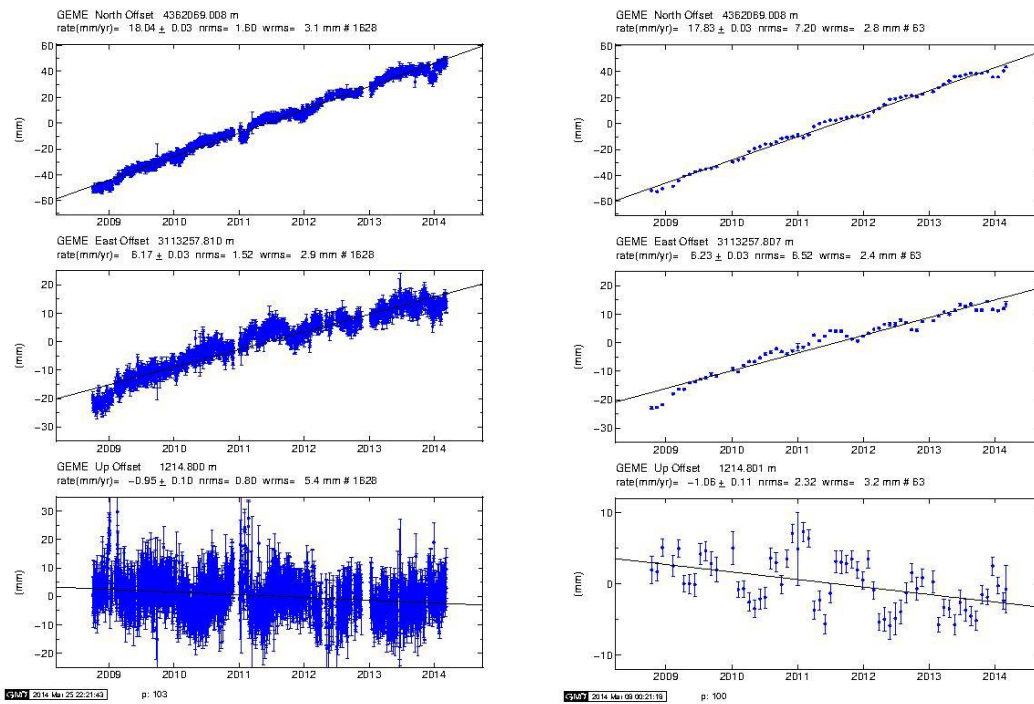 GEME North Offset 4362069.008 m
rate(mm/yr)= 18.04 ± 0.03 nrms= 1.60 wrms= 3.1 mm # 1628
60
40
20
0
−20
−40
−60
(mm)
2009 2010 2011 2012 2013 2014
GEME East Offset 3113257.810 m
rate(mm/yr)= 6.17 ± 0.03 nrms= 1.52 wrms= 2.9 mm # 1628
20
10
0
−10
−20
−30
(mm)
2009 2010 2011 2012 2013 2014
GEME Up Offset 1214.800 m
rate(mm/yr)= −0.95 ± 0.10 nrms= 0.80 wrms= 5.4 mm # 1628
30
20
10
0
−10
−20
(mm)
2009 2010 2011 2012 2013 2014
2014 Mar 25 22:21:43 p: 103
GEME North Offset 4362069.008 m
rate(mm/yr)= 17.83 ± 0.03 nrms= 7.20 wrms= 2.8 mm # 63
60
40
20
0
−20
−40
−60
(mm)
2009 2010 2011 2012 2013 2014
GEME East Offset 3113257.807 m
rate(mm/yr)= 6.23 ± 0.03 nrms= 6.52 wrms= 2.4 mm # 63
20
10
0
−10
−20
−30
(mm)
2009 2010 2011 2012 2013 2014
GEME Up Offset 1214.801 m
rate(mm/yr)= −1.06 ± 0.11 nrms= 2.32 wrms= 3.2 mm # 63
10
0
−10
(mm)
2009 2010 2011 2012 2013 2014
p: 100